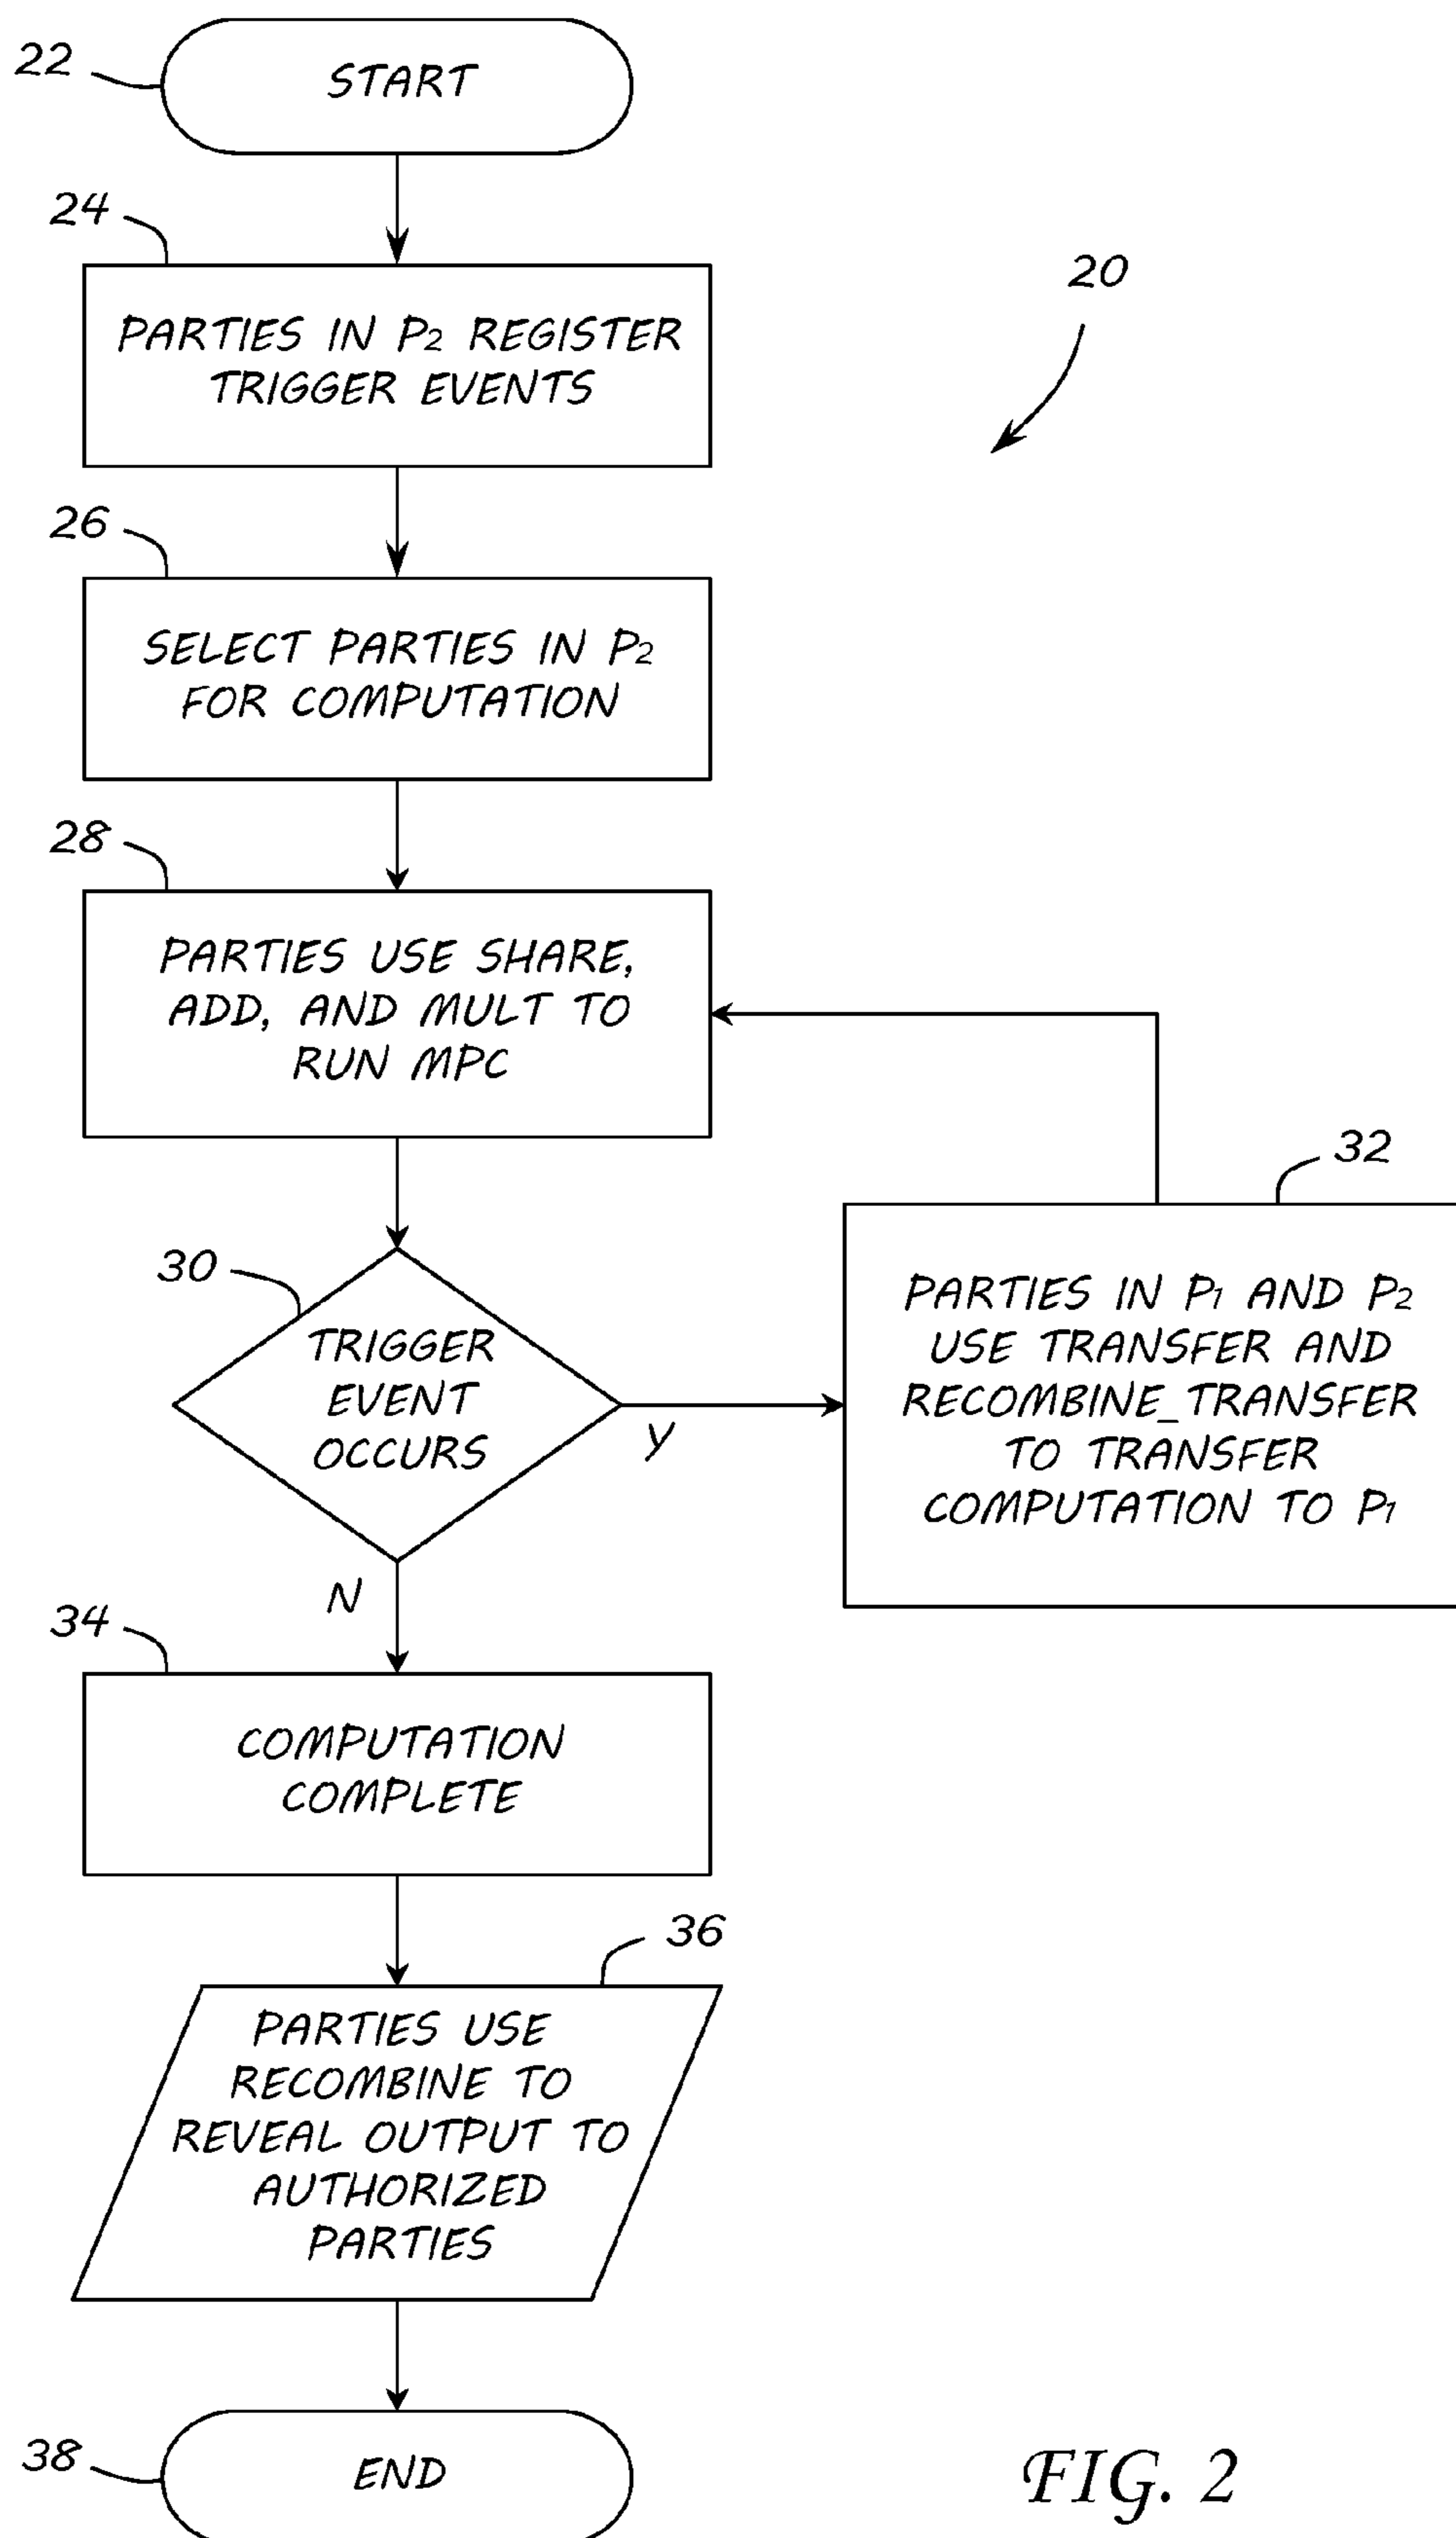 22
START
24
PARTIES IN P2 REGISTER
TRIGGER EVENTS
20
26
SELECT PARTIES IN P2
FOR COMPUTATION
28
PARTIES USE SHARE,
ADD, AND MULT TO
RUN MPC
30
TRIGGER
EVENT
OCCURS
Y
32
PARTIES IN P1 AND P2
USE TRANSFER AND
RECOMBINE_TRANSFER
TO TRANSFER
COMPUTATION TO P1
N
34
COMPUTATION
COMPLETE
36
PARTIES USE
RECOMBINE TO
REVEAL OUTPUT TO
AUTHORIZED
PARTIES
38
END
FIG. 2